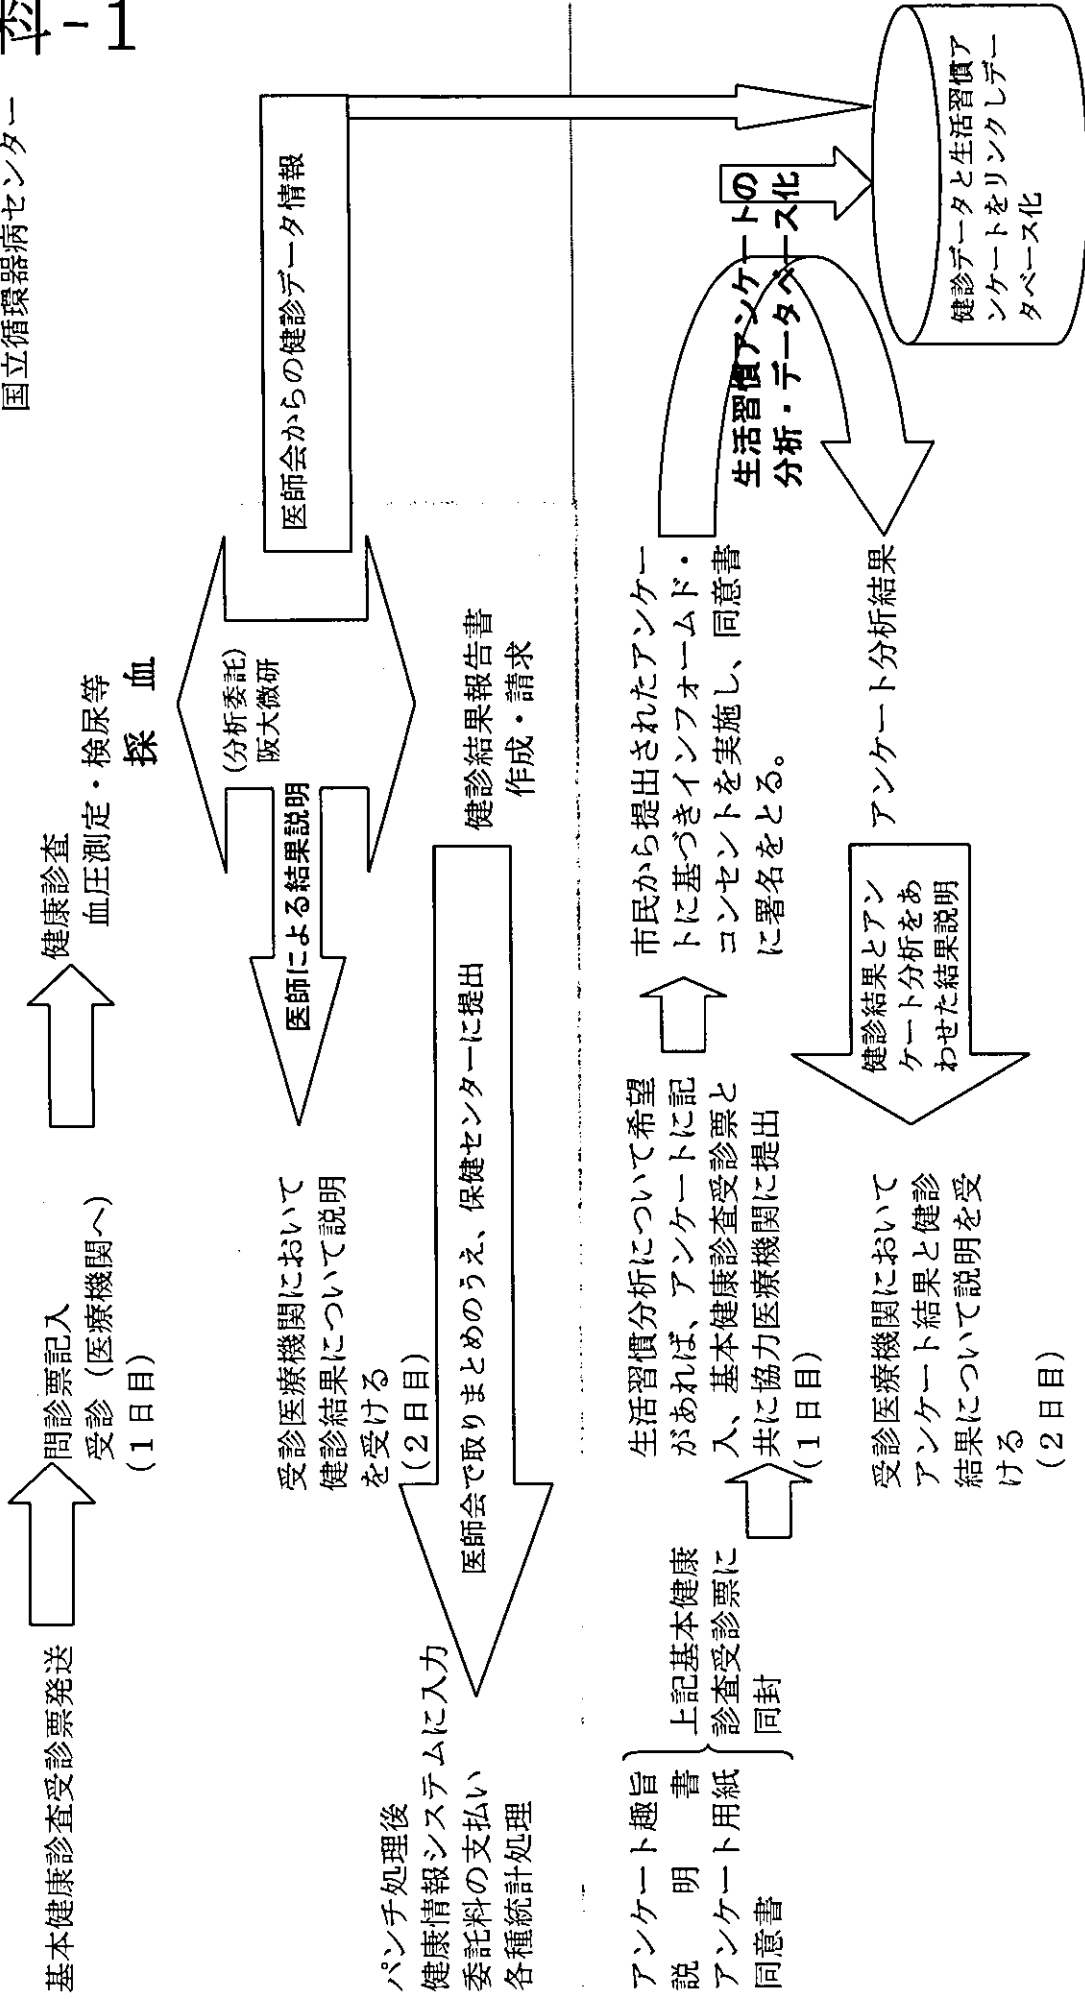 料-1
国立循環器病センター
基本健康診査受診票発送
問診票記入
受診（医療機関へ）
(1日目)
健康診査
血圧測定・検尿等
採 血
(分析委託)
阪大微研
医師による結果説明
受診医療機関において
健診結果について説明
を受ける
(2日目)
医師会からの健診データ情報
健診結果報告書
作成・請求
医師会で取りまとめのうえ、保健センターに提出
パンチ処理後
健康情報システムに入力
委託料の支払い
各種統計処理
アンケート趣旨
説 明 書
アンケート用紙
同意書
上記基本健康
診査受診票に
同封
生活習慣分析について希望
があれば、アンケートに記
入、基本健康診査受診票と
共に協力医療機関に提出
(1日目)
市民から提出されたアンケー
トに基づきインフォームド・
コンセントを実施し、同意書
に署名をとる。
生活習慣アンケートの
分析・データベース化
健診データと生活習慣ア
ンケートをリンクしデー
タベース化
アンケート分析結果
健診結果とアン
ケート分析をあ
わせた結果説明
受診医療機関において
アンケート結果と健診
結果について説明を受
ける
(2日目)